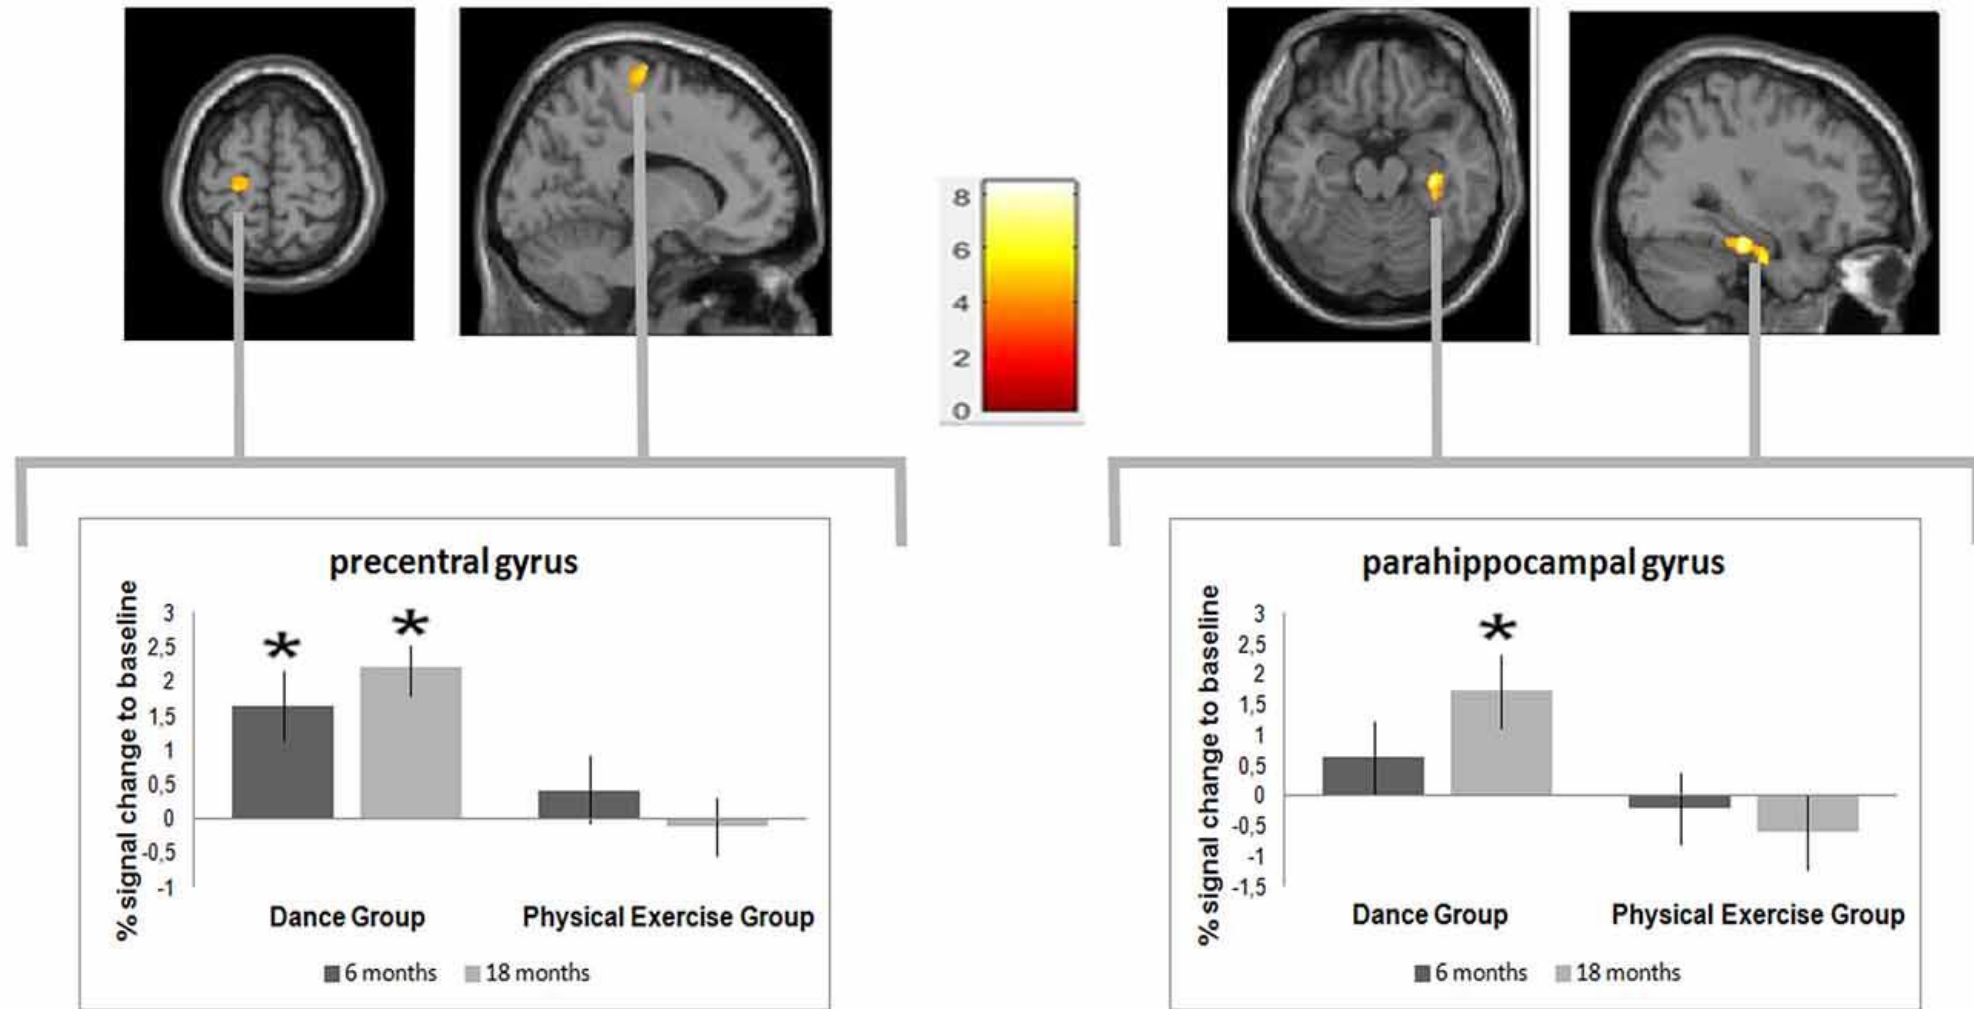 8
6
4
2
0
precentral gyrus
% signal change to baseline
3
2,5
2
1,5
1
0,5
0
-0,5
-1
*
*
Dance Group
Physical Exercise Group
6 months
18 months
parahippocampal gyrus
% signal change to baseline
3
2,5
2
1,5
1
0,5
0
-0,5
-1
-1,5
*
Dance Group
Physical Exercise Group
6 months
18 months